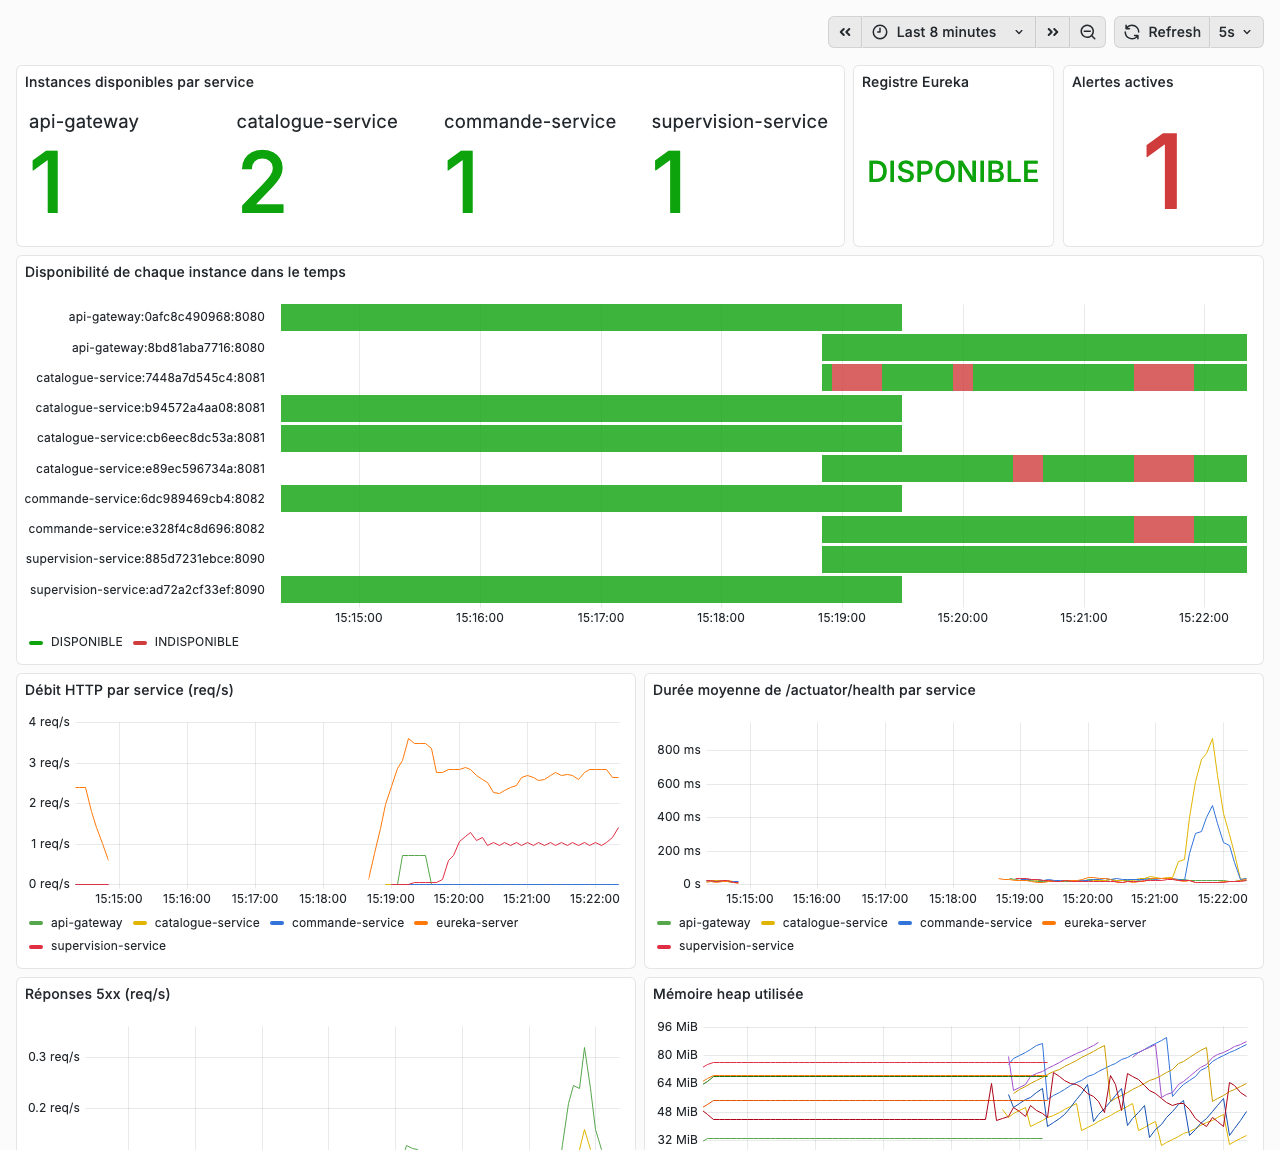 Last 8 minutes
Refresh
5s
Instances disponibles par service
api-gateway
catalogue-service
commande-service
supervision-service
1
2
1
1
Registre Eureka
DISPONIBLE
Alertes actives
1
Disponibilité de chaque instance dans le temps
api-gateway:0afc8c490968:8080
api-gateway:8bd81aba7716:8080
catalogue-service:7448a7d545c4:8081
catalogue-service:b94572a4aa08:8081
catalogue-service:cb6eec8dc53a:8081
catalogue-service:e89ec596734a:8081
commande-service:6dc989469cb4:8082
commande-service:e328f4c8d696:8082
supervision-service:885d7231ebce:8090
supervision-service:ad72a2cf33ef:8090
15:15:00 15:16:00 15:17:00 15:18:00 15:19:00 15:20:00 15:21:00 15:22:00
DISPONIBLE INDISPONIBLE
Débit HTTP par service (req/s)
4 req/s
3 req/s
2 req/s
1 req/s
0 req/s
15:15:00 15:16:00 15:17:00 15:18:00 15:19:00 15:20:00 15:21:00 15:22:00
api-gateway catalogue-service commande-service eureka-server
supervision-service
Durée moyenne de /actuator/health par service
800 ms
600 ms
400 ms
200 ms
0 s
15:15:00 15:16:00 15:17:00 15:18:00 15:19:00 15:20:00 15:21:00 15:22:00
api-gateway catalogue-service commande-service eureka-server
supervision-service
Réponses 5xx (req/s)
0.3 req/s
0.2 req/s
Mémoire heap utilisée
96 MiB
80 MiB
64 MiB
48 MiB
32 MiB